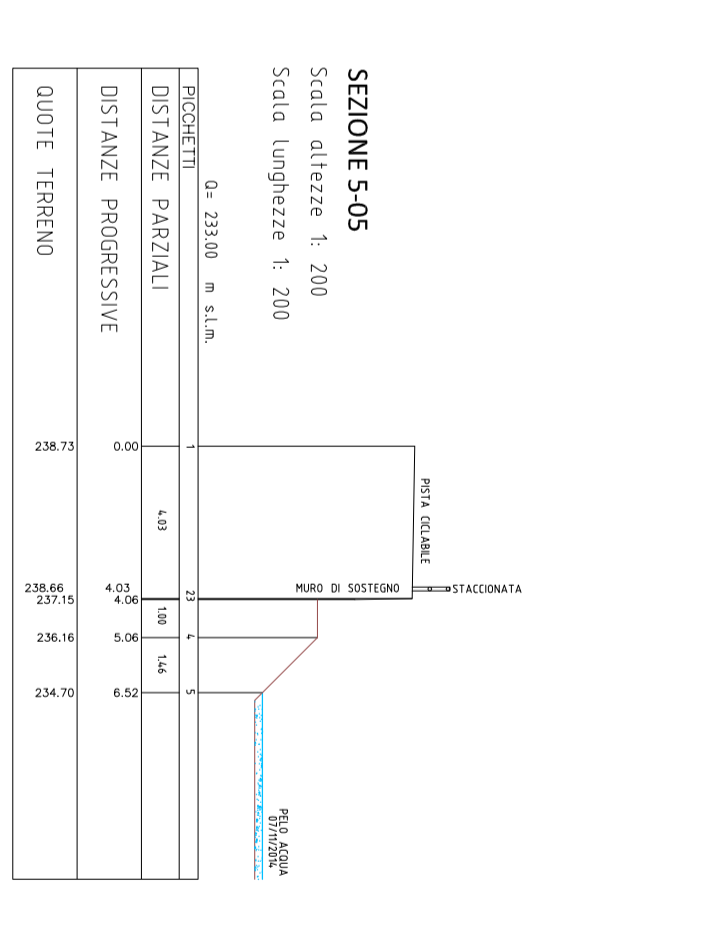 SEZIONE 5-05
Scala altezze 1: 200
Scala lunghezze 1: 200
PISTA CICLABILE
STACCIONATA
MURO DI SOSTEGNO
PELO ACQUA
07/11/2014
Q= 233.00 m s.l.m.
PICCHETTI 1 23 4 5
DISTANZE PARZIALI 4.03 1.00 1.46
DISTANZE PROGRESSIVE 0.00 4.03 4.06 5.06 6.52
QUOTE TERRENO 238.73 238.66 237.15 236.16 234.70